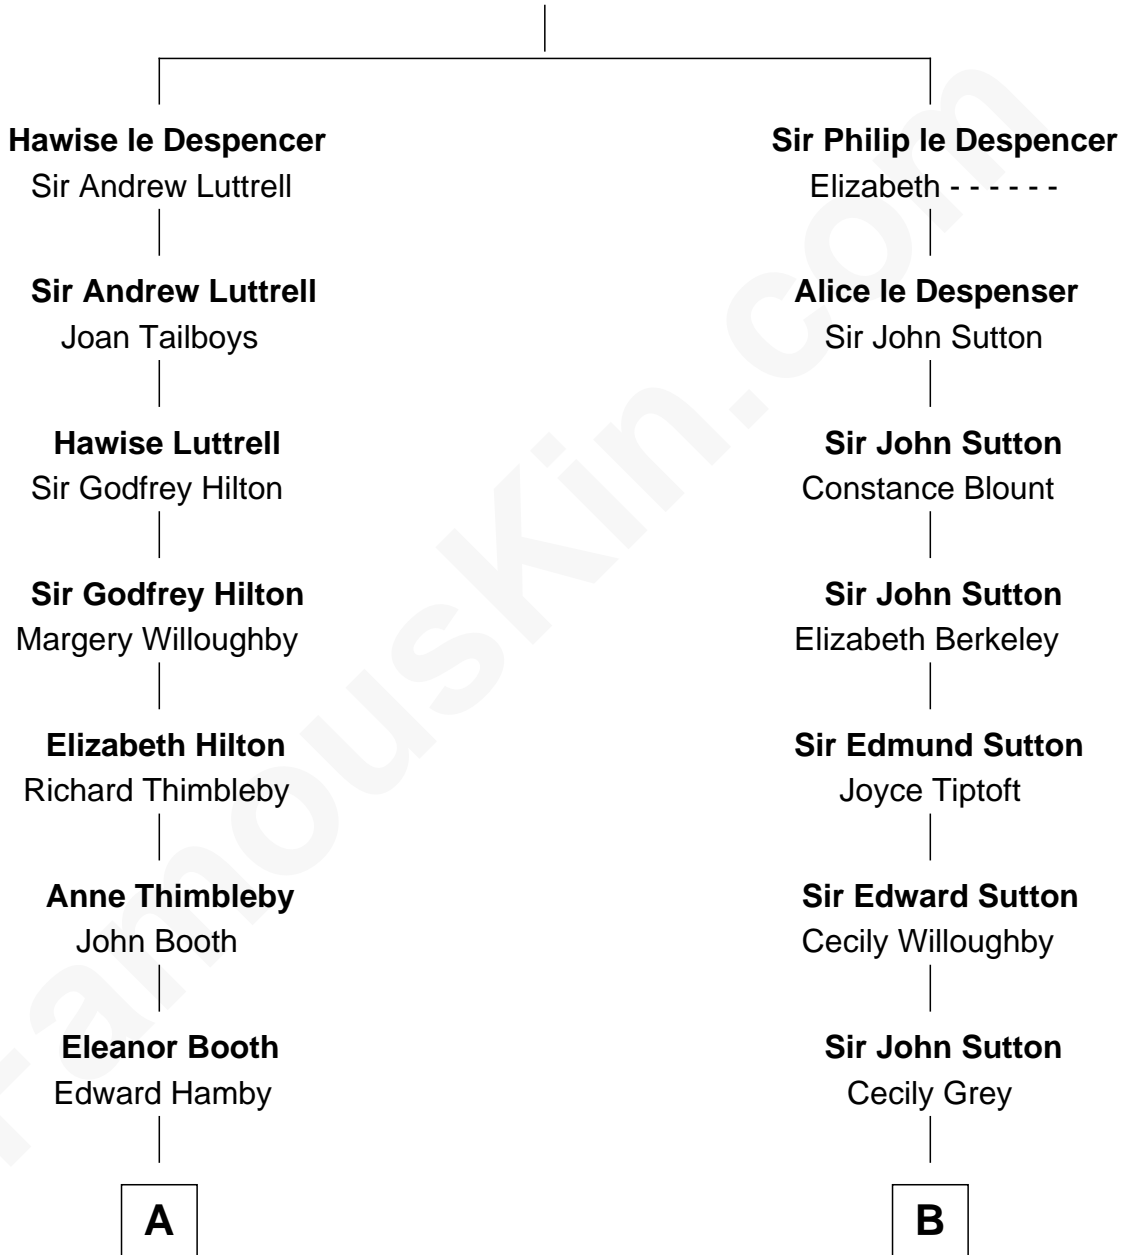 Hawise le Despencer
Sir Andrew Luttrell
Sir Andrew Luttrell
Joan Tailboys
Hawise Luttrell
Sir Godfrey Hilton
Sir Godfrey Hilton
Margery Willoughby
Elizabeth Hilton
Richard Thimbleby
Anne Thimbleby
John Booth
Eleanor Booth
Edward Hamby
A
Sir Philip le Despencer
Elizabeth - - - - - -
Alice le Despenser
Sir John Sutton
Sir John Sutton
Constance Blount
Sir John Sutton
Elizabeth Berkeley
Sir Edmund Sutton
Joyce Tiptoft
Sir Edward Sutton
Cecily Willoughby
Sir John Sutton
Cecily Grey
B
FamousKin.com